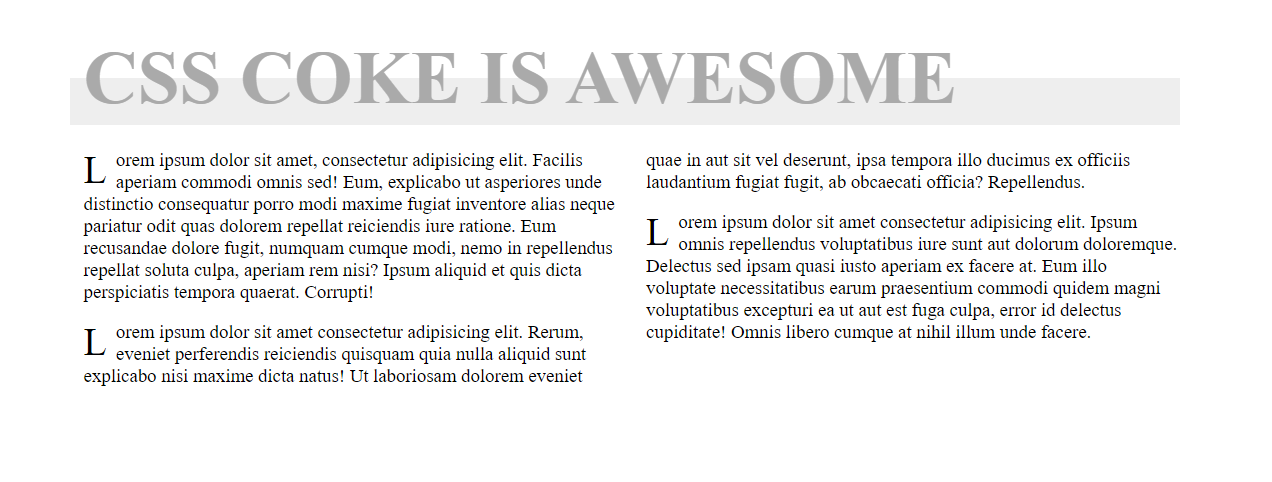 CSS COKE IS AWESOME
Lorem ipsum dolor sit amet, consectetur adipisicing elit. Facilis
aperiam commodi omnis sed! Eum, explicabo ut asperiores unde
distinctio consequatur porro modi maxime fugiat inventore alias neque
pariatur odit quas dolorem repellat reiciendis iure ratione. Eum
recusandae dolore fugit, numquam cumque modi, nemo in repellendus
repellat soluta culpa, aperiam rem nisi? Ipsum aliquid et quis dicta
perspiciatis tempora quaerat. Corrupti!
Lorem ipsum dolor sit amet consectetur adipisicing elit. Rerum,
eveniet perferendis reiciendis quisquam quia nulla aliquid sunt
explicabo nisi maxime dicta natus! Ut laboriosam dolorem eveniet
quae in aut sit vel deserunt, ipsa tempora illo ducimus ex officiis
laudantium fugiat fugit, ab obcaecati officia? Repellendus.
Lorem ipsum dolor sit amet consectetur adipisicing elit. Ipsum
omnis repellendus voluptatibus iure sunt aut dolorum doloremque.
Delectus sed ipsam quasi iusto aperiam ex facere at. Eum illo
voluptate necessitatibus earum praesentium commodi quidem magni
voluptatibus excepturi ea ut aut est fuga culpa, error id delectus
cupiditate! Omnis libero cumque at nihil illum unde facere.